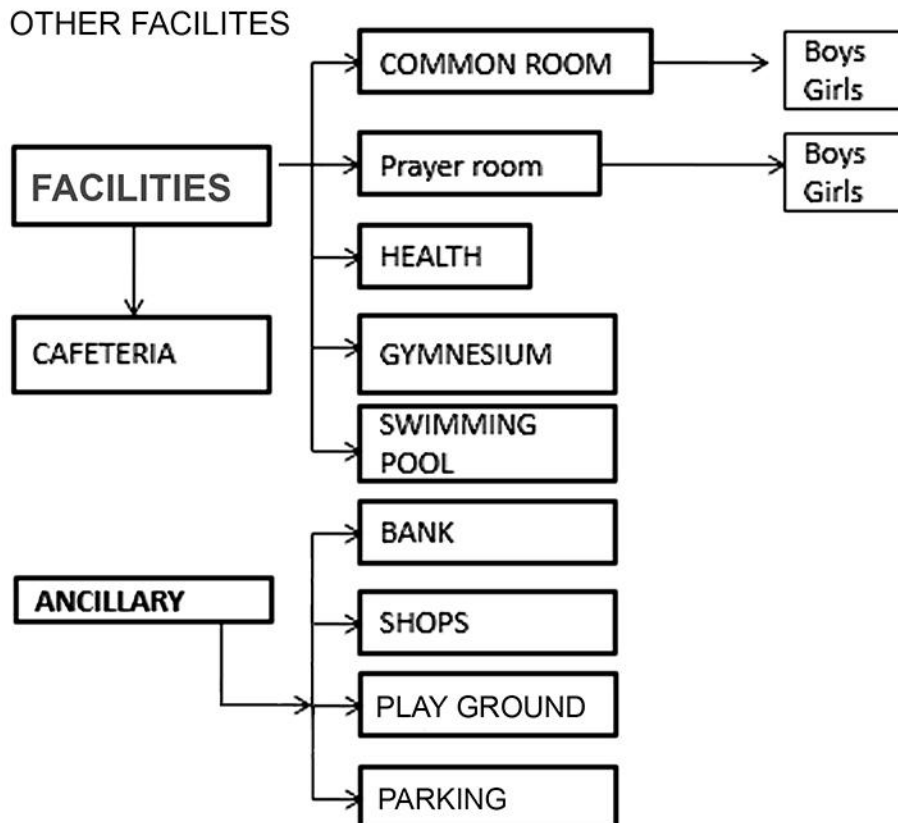 OTHER FACILITES
COMMON ROOM
Boys
Girls
FACILITIES
Prayer room
Boys
Girls
HEALTH
CAFETERIA
GYMNESIUM
SWIMMING
POOL
BANK
ANCILLARY
SHOPS
PLAY GROUND
PARKING